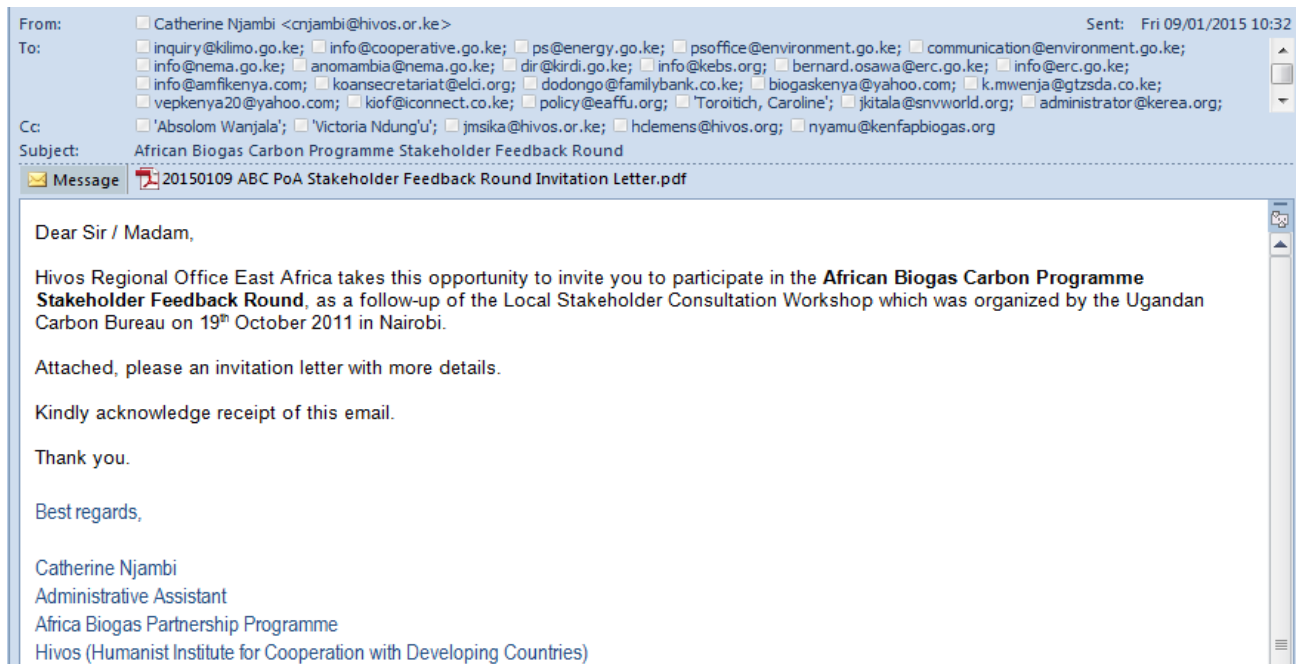 From: Catherine Njambi <cnjambi@hivos.or.ke> Sent: Fri 09/01/2015 10:32
To: inquiry@kilimo.go.ke; info@cooperative.go.ke; ps@energy.go.ke; psoffice@environment.go.ke; communication@environment.go.ke;
info@nema.go.ke; anomambia@nema.go.ke; dir@kirdi.go.ke; info@kebs.org; bernard.osawa@erc.go.ke; info@erc.go.ke;
info@amfikenya.com; koansecretariat@elci.org; dodongo@familybank.co.ke; biogaskenya@yahoo.com; k.mwenja@gtzsda.co.ke;
vepkenya20@yahoo.com; kiof@iconnect.co.ke; policy@eaffu.org; 'Toroitich, Caroline'; jkitala@snvworld.org; administrator@kerea.org;
Cc: 'Absolom Wanjala'; 'Victoria Ndung'u'; jmsika@hivos.or.ke; hclemens@hivos.org; nyamu@kenfapbiogas.org
Subject: African Biogas Carbon Programme Stakeholder Feedback Round
Message 20150109 ABC PoA Stakeholder Feedback Round Invitation Letter.pdf
Dear Sir / Madam,
Hivos Regional Office East Africa takes this opportunity to invite you to participate in the African Biogas Carbon Programme
Stakeholder Feedback Round, as a follow-up of the Local Stakeholder Consultation Workshop which was organized by the Ugandan
Carbon Bureau on 19th October 2011 in Nairobi.
Attached, please an invitation letter with more details.
Kindly acknowledge receipt of this email.
Thank you.
Best regards,
Catherine Njambi
Administrative Assistant
Africa Biogas Partnership Programme
Hivos (Humanist Institute for Cooperation with Developing Countries)